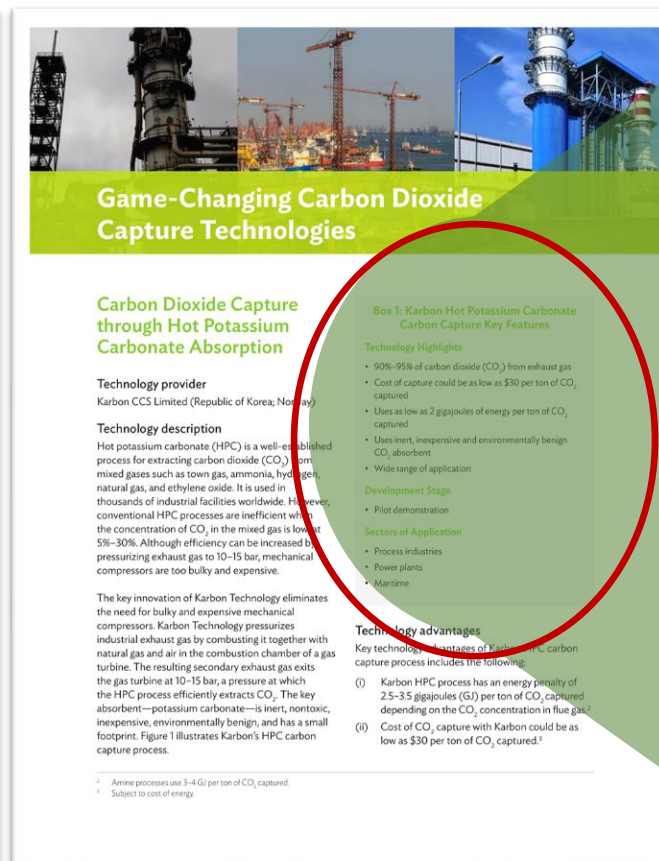 Game-Changing Carbon Dioxide
Capture Technologies
Carbon Dioxide Capture
through Hot Potassium
Carbonate Absorption
Technology provider
Karbon CCS Limited (Republic of Korea; Norway)
Technology description
Hot potassium carbonate (HPC) is a well-established
process for extracting carbon dioxide (CO2) from
mixed gases such as town gas, ammonia, hydrogen,
natural gas, and ethylene oxide. It is used in
thousands of industrial facilities worldwide. However,
conventional HPC processes are inefficient when
the concentration of CO2 in the mixed gas is low at
5%–30%. Although efficiency can be increased by
pressurizing exhaust gas to 10–15 bar, mechanical
compressors are too bulky and expensive.
The key innovation of Karbon Technology eliminates
the need for bulky and expensive mechanical
compressors. Karbon Technology pressurizes
industrial exhaust gas by combusting it together with
natural gas and air in the combustion chamber of a gas
turbine. The resulting secondary exhaust gas exits
the gas turbine at 10–15 bar, a pressure at which
the HPC process efficiently extracts CO2. The key
absorbent—potassium carbonate—is inert, nontoxic,
inexpensive, environmentally benign, and has a small
footprint. Figure 1 illustrates Karbon's HPC carbon
capture process.
Box 1: Karbon Hot Potassium Carbonate
Carbon Capture Key Features
Technology Highlights
• 90%–95% of carbon dioxide (CO2) from exhaust gas
• Cost of capture could be as low as $30 per ton of CO2
captured
• Uses as low as 2 gigajoules of energy per ton of CO2
captured
• Uses inert, inexpensive and environmentally benign
CO2 absorbent
• Wide range of application
Development Stage
• Pilot demonstration
Sectors of Application
• Process industries
• Power plants
• Maritime
Technology advantages
Key technology advantages of Karbon HPC carbon
capture process includes the following:
(i) Karbon HPC process has an energy penalty of
2.5–3.5 gigajoules (GJ) per ton of CO2 captured
depending on the CO2 concentration in flue gas.2
(ii) Cost of CO2 capture with Karbon could be as
low as $30 per ton of CO2 captured.3
2 Amine processes use 3–4 GJ per ton of CO2 captured.
3 Subject to cost of energy.